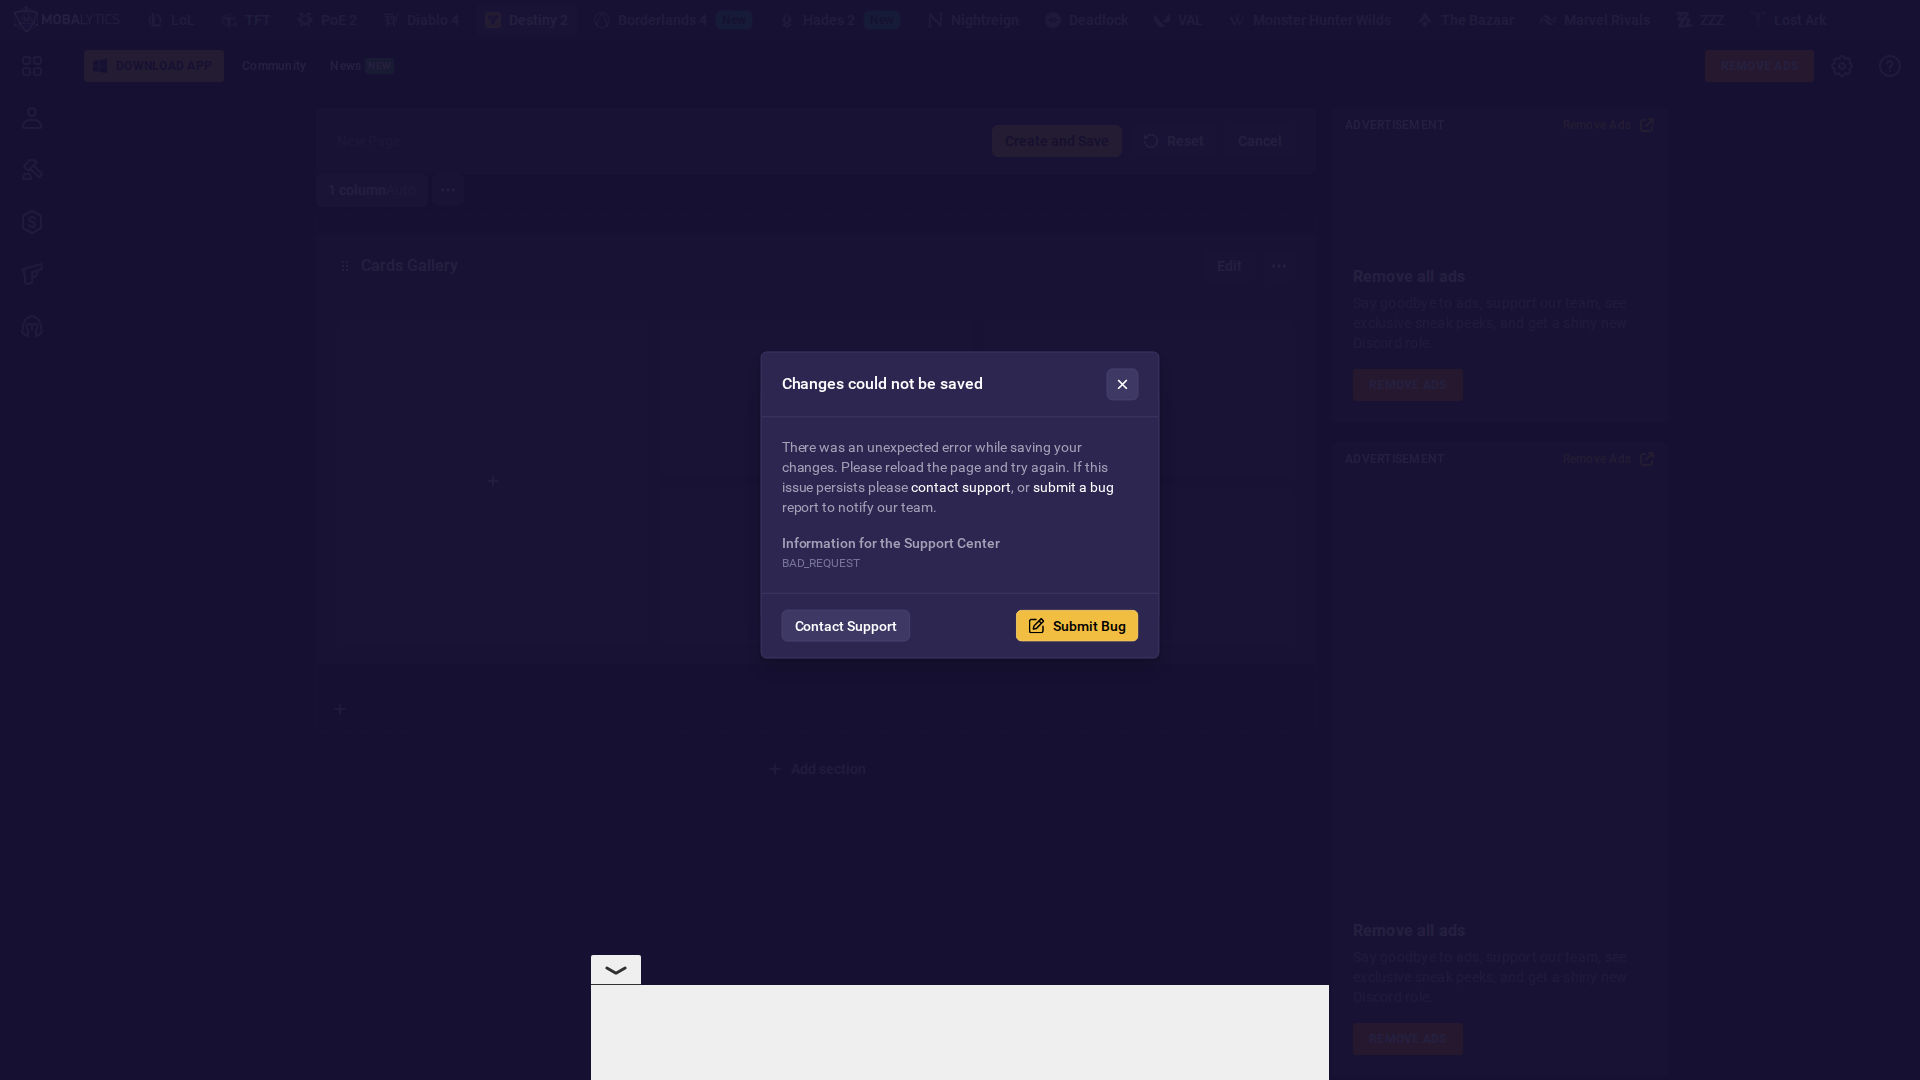 MOBALYTICS
LoL
TFT
PoE 2
Diablo 4
Destiny 2
Borderlands 4 New
Hades 2 New
Nightreign
Deadlock
VAL
Monster Hunter Wilds
The Bazaar
Marvel Rivals
ZZZ
Lost Ark
DOWNLOAD APP
Community
News NEW
REMOVE ADS
New Page
Create and Save
Reset
Cancel
1 column Auto
Cards Gallery
Edit
Changes could not be saved
There was an unexpected error while saving your
changes. Please reload the page and try again. If this
issue persists please contact support, or submit a bug
report to notify our team.
Information for the Support Center
BAD_REQUEST
Contact Support
Submit Bug
Add section
ADVERTISEMENT
Remove Ads
Remove all ads
Say goodbye to ads, support our team, see
exclusive sneak peeks, and get a shiny new
Discord role.
REMOVE ADS
ADVERTISEMENT
Remove Ads
Remove all ads
Say goodbye to ads, support our team, see
exclusive sneak peeks, and get a shiny new
Discord role.
REMOVE ADS